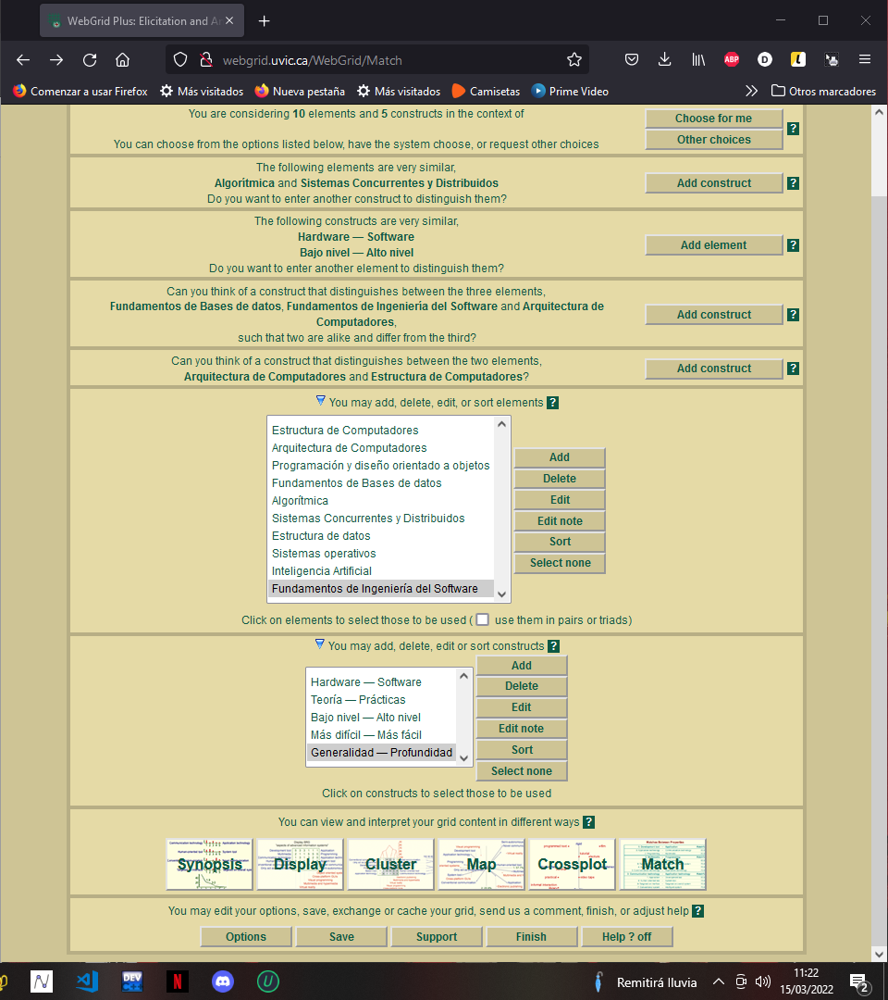 WebGrid Plus: Elicitation and A
webgrid.uvic.ca/WebGrid/Match
ABP
D
Comenzar a usar Firefox
Más visitados
Nueva pestaña
Más visitados
Camisetas
Prime Video
Otros marcadores
You are considering 10 elements and 5 constructs in the context of
Choose for me
?
You can choose from the options listed below, have the system choose, or request other choices
Other choices
The following elements are very similar,
Algorítmica and Sistemas Concurrentes y Distribuidos
Do you want to enter another construct to distinguish them?
Add construct
?
The following constructs are very similar,
Hardware — Software
Bajo nivel — Alto nivel
Do you want to enter another element to distinguish them?
Add element
?
Can you think of a construct that distinguishes between the three elements,
Fundamentos de Bases de datos, Fundamentos de Ingeniería del Software and Arquitectura de
Computadores,
such that two are alike and differ from the third?
Add construct
?
Can you think of a construct that distinguishes between the two elements,
Arquitectura de Computadores and Estructura de Computadores?
Add construct
?
You may add, delete, edit, or sort elements ?
Estructura de Computadores
Arquitectura de Computadores
Programación y diseño orientado a objetos
Fundamentos de Bases de datos
Algorítmica
Sistemas Concurrentes y Distribuidos
Estructura de datos
Sistemas operativos
Inteligencia Artificial
Fundamentos de Ingeniería del Software
Add
Delete
Edit
Edit note
Sort
Select none
Click on elements to select those to be used ( use them in pairs or triads)
You may add, delete, edit or sort constructs ?
Hardware — Software
Teoría — Prácticas
Bajo nivel — Alto nivel
Más difícil — Más fácil
Generalidad — Profundidad
Add
Delete
Edit
Edit note
Sort
Select none
Click on constructs to select those to be used
You can view and interpret your grid content in different ways ?
Synopsis
Display
Cluster
Map
Crossplot
Match
You may edit your options, save, exchange or cache your grid, send us a comment, finish, or adjust help ?
Options
Save
Support
Finish
Help ? off
DEV
Remitirá lluvia
11:22
15/03/2022
2